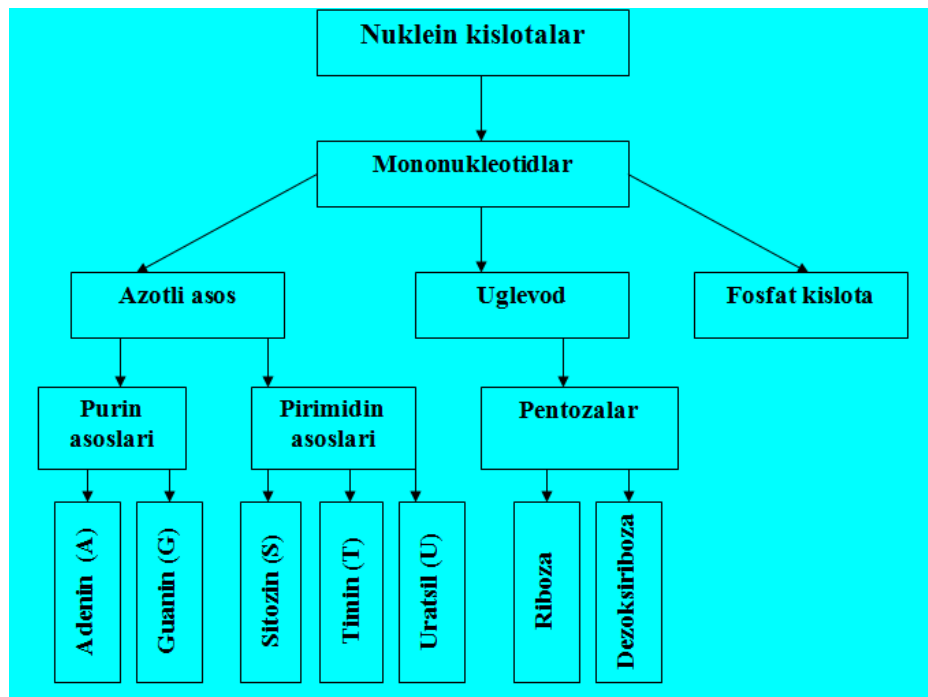 Nuklein kislotalar
Mononukleotidlar
Azotli asos
Uglevod
Fosfat kislota
Purin
asoslari
Pirimidin
asoslari
Pentozalar
Adenin (A)
Guanin (G)
Sitozin (S)
Timin (T)
Uratsil (U)
Riboza
Dezoksiriboza